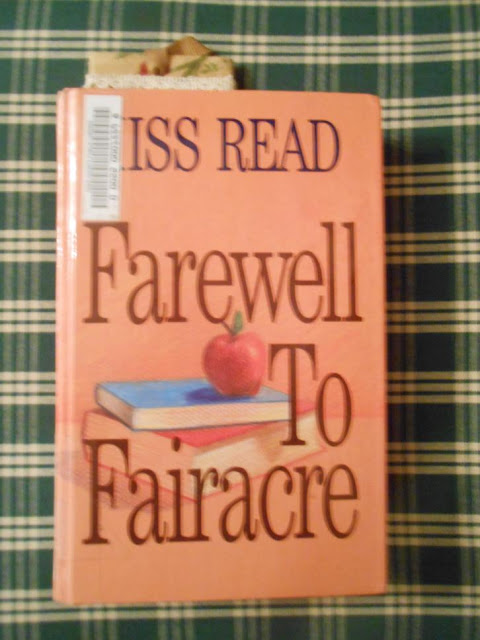 ISS READ
Farewell
To
Fairacre